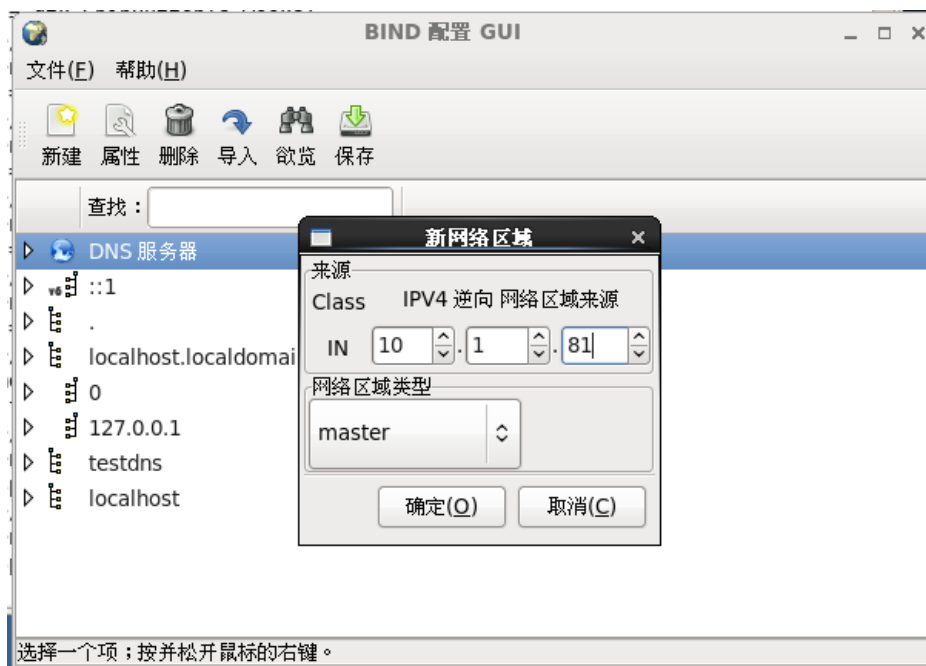 BIND 配置 GUI
文件(F) 帮助(H)
新建 属性 删除 导入 欲览 保存
查找：
DNS 服务器
v6 ::1
.
localhost.localdomai
0
127.0.0.1
testdns
localhost
新网络区域
来源
Class IPV4 逆向 网络区域来源
IN 10 . 1 . 81
网络区域类型
master
确定(O) 取消(C)
选择一个项；按并松开鼠标的右键。